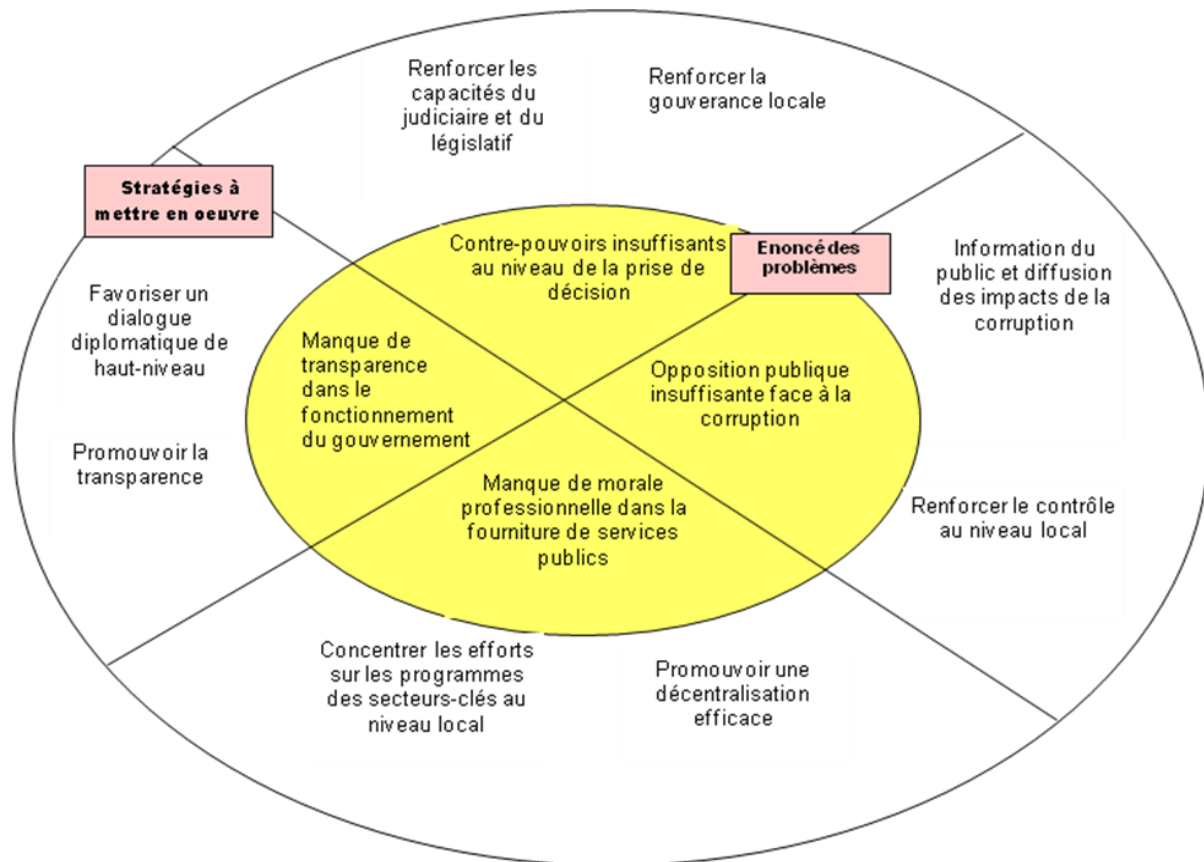 Renforcer les
capacités du
judiciaire et du
législatif
Renforcer la
gouverance locale
Stratégies à
mettre en oeuvre
Contre-pouvoirs insuffisants
au niveau de la prise de
décision
Enoncé des
problèmes
Information du
public et diffusion
des impacts de la
corruption
Favoriser un
dialogue
diplomatique de
haut-niveau
Manque de
transparence
dans le
fonctionnement
du gouvernement
Opposition publique
insuffisante face à la
corruption
Promouvoir la
transparence
Manque de morale
professionnelle dans la
fourniture de services
publics
Renforcer le contrôle
au niveau local
Concentrer les efforts
sur les programmes
des secteurs-clés au
niveau local
Promouvoir une
décentralisation
efficace